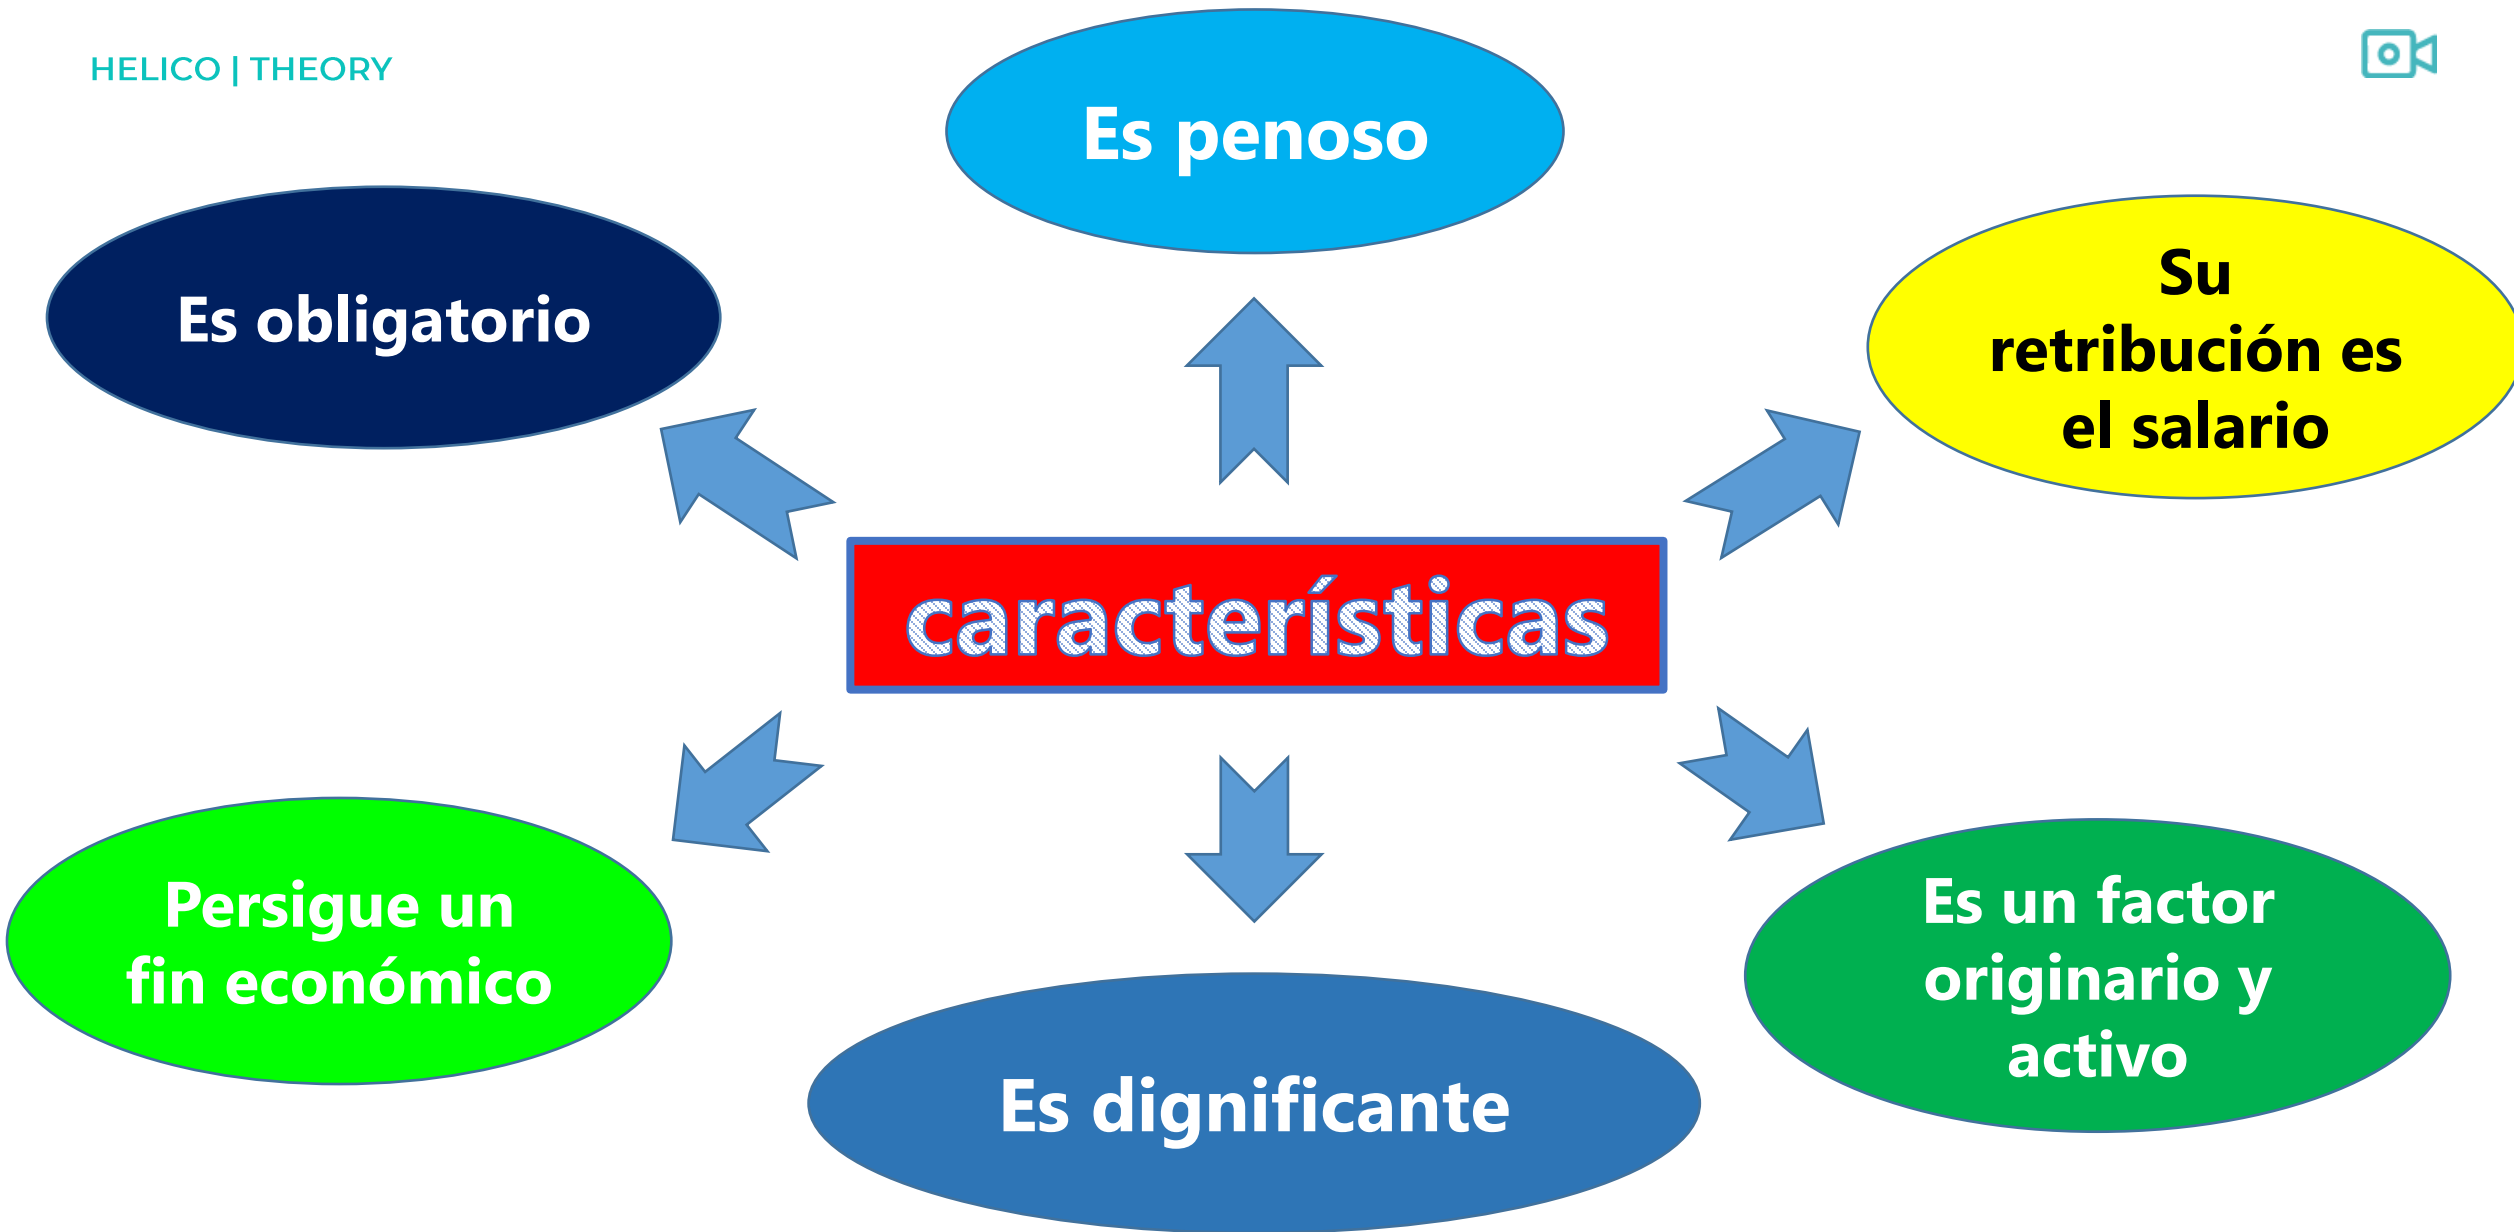 HELICO | THEORY
Es penoso
Es obligatorio
Su
retribución es
el salario
características
Persigue un
fin económico
Es un factor
originario y
activo
Es dignificante